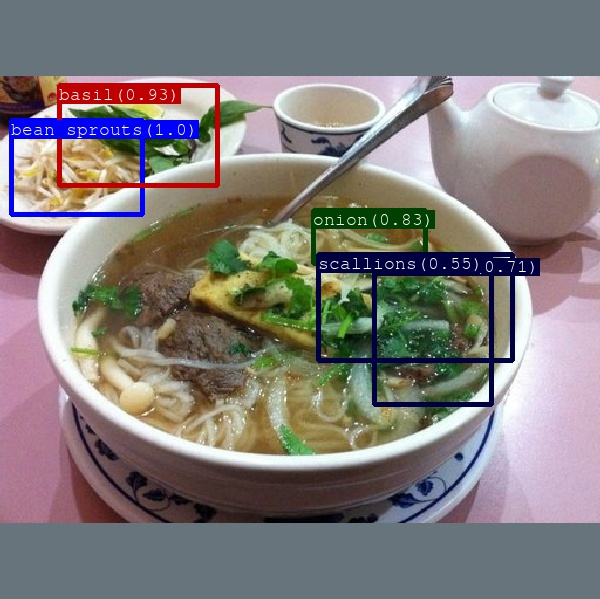 basil(0.93)
bean sprouts(1.0)
onion(0.83)
scallions(0.55)
0.71)